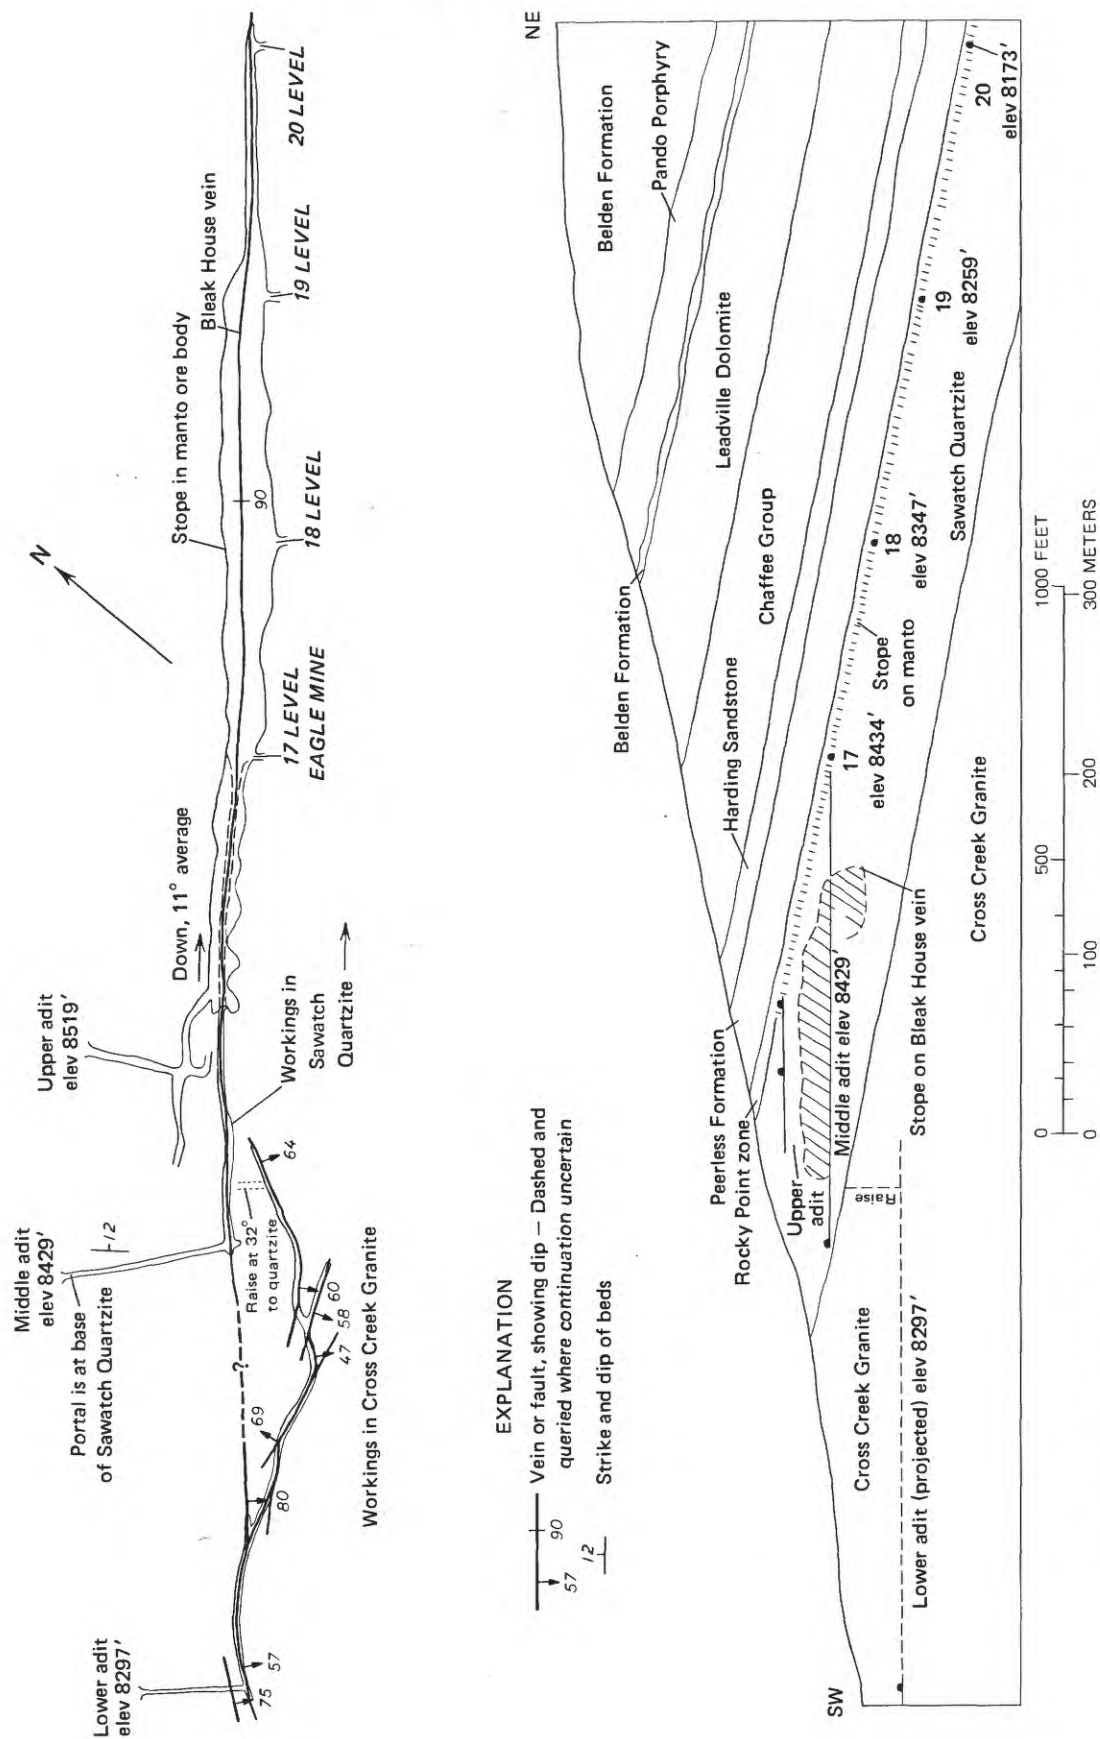 Lower adit
elev 8297′
75
57
Portal is at base
of Sawatch Quartzite
Middle adit
elev 8429′
12
80
69
?
47
58
60
Raise at 32°
to quartzite
64
Workings in Cross Creek Granite
Upper adit
elev 8519′
Workings in
Sawatch
Quartzite
Down, 11° average
N
17 LEVEL
EAGLE MINE
Stope in manto ore body
90
18 LEVEL
Bleak House vein
19 LEVEL
20 LEVEL
EXPLANATION
57
90
Vein or fault, showing dip – Dashed and
queried where continuation uncertain
12
Strike and dip of beds
SW
NE
Belden Formation
Pando Porphyry
Belden Formation
Leadville Dolomite
Chaffee Group
Harding Sandstone
Peerless Formation
Rocky Point zone
Upper
adit
Middle adit elev 8429′
Raise
Stope on Bleak House vein
Cross Creek Granite
Lower adit (projected) elev 8297′
Cross Creek Granite
17
elev 8434′
Stope
on manto
18
elev 8347′
Sawatch Quartzite
19
elev 8259′
20
elev 8173′
0
500
1000 FEET
0
100
200
300 METERS